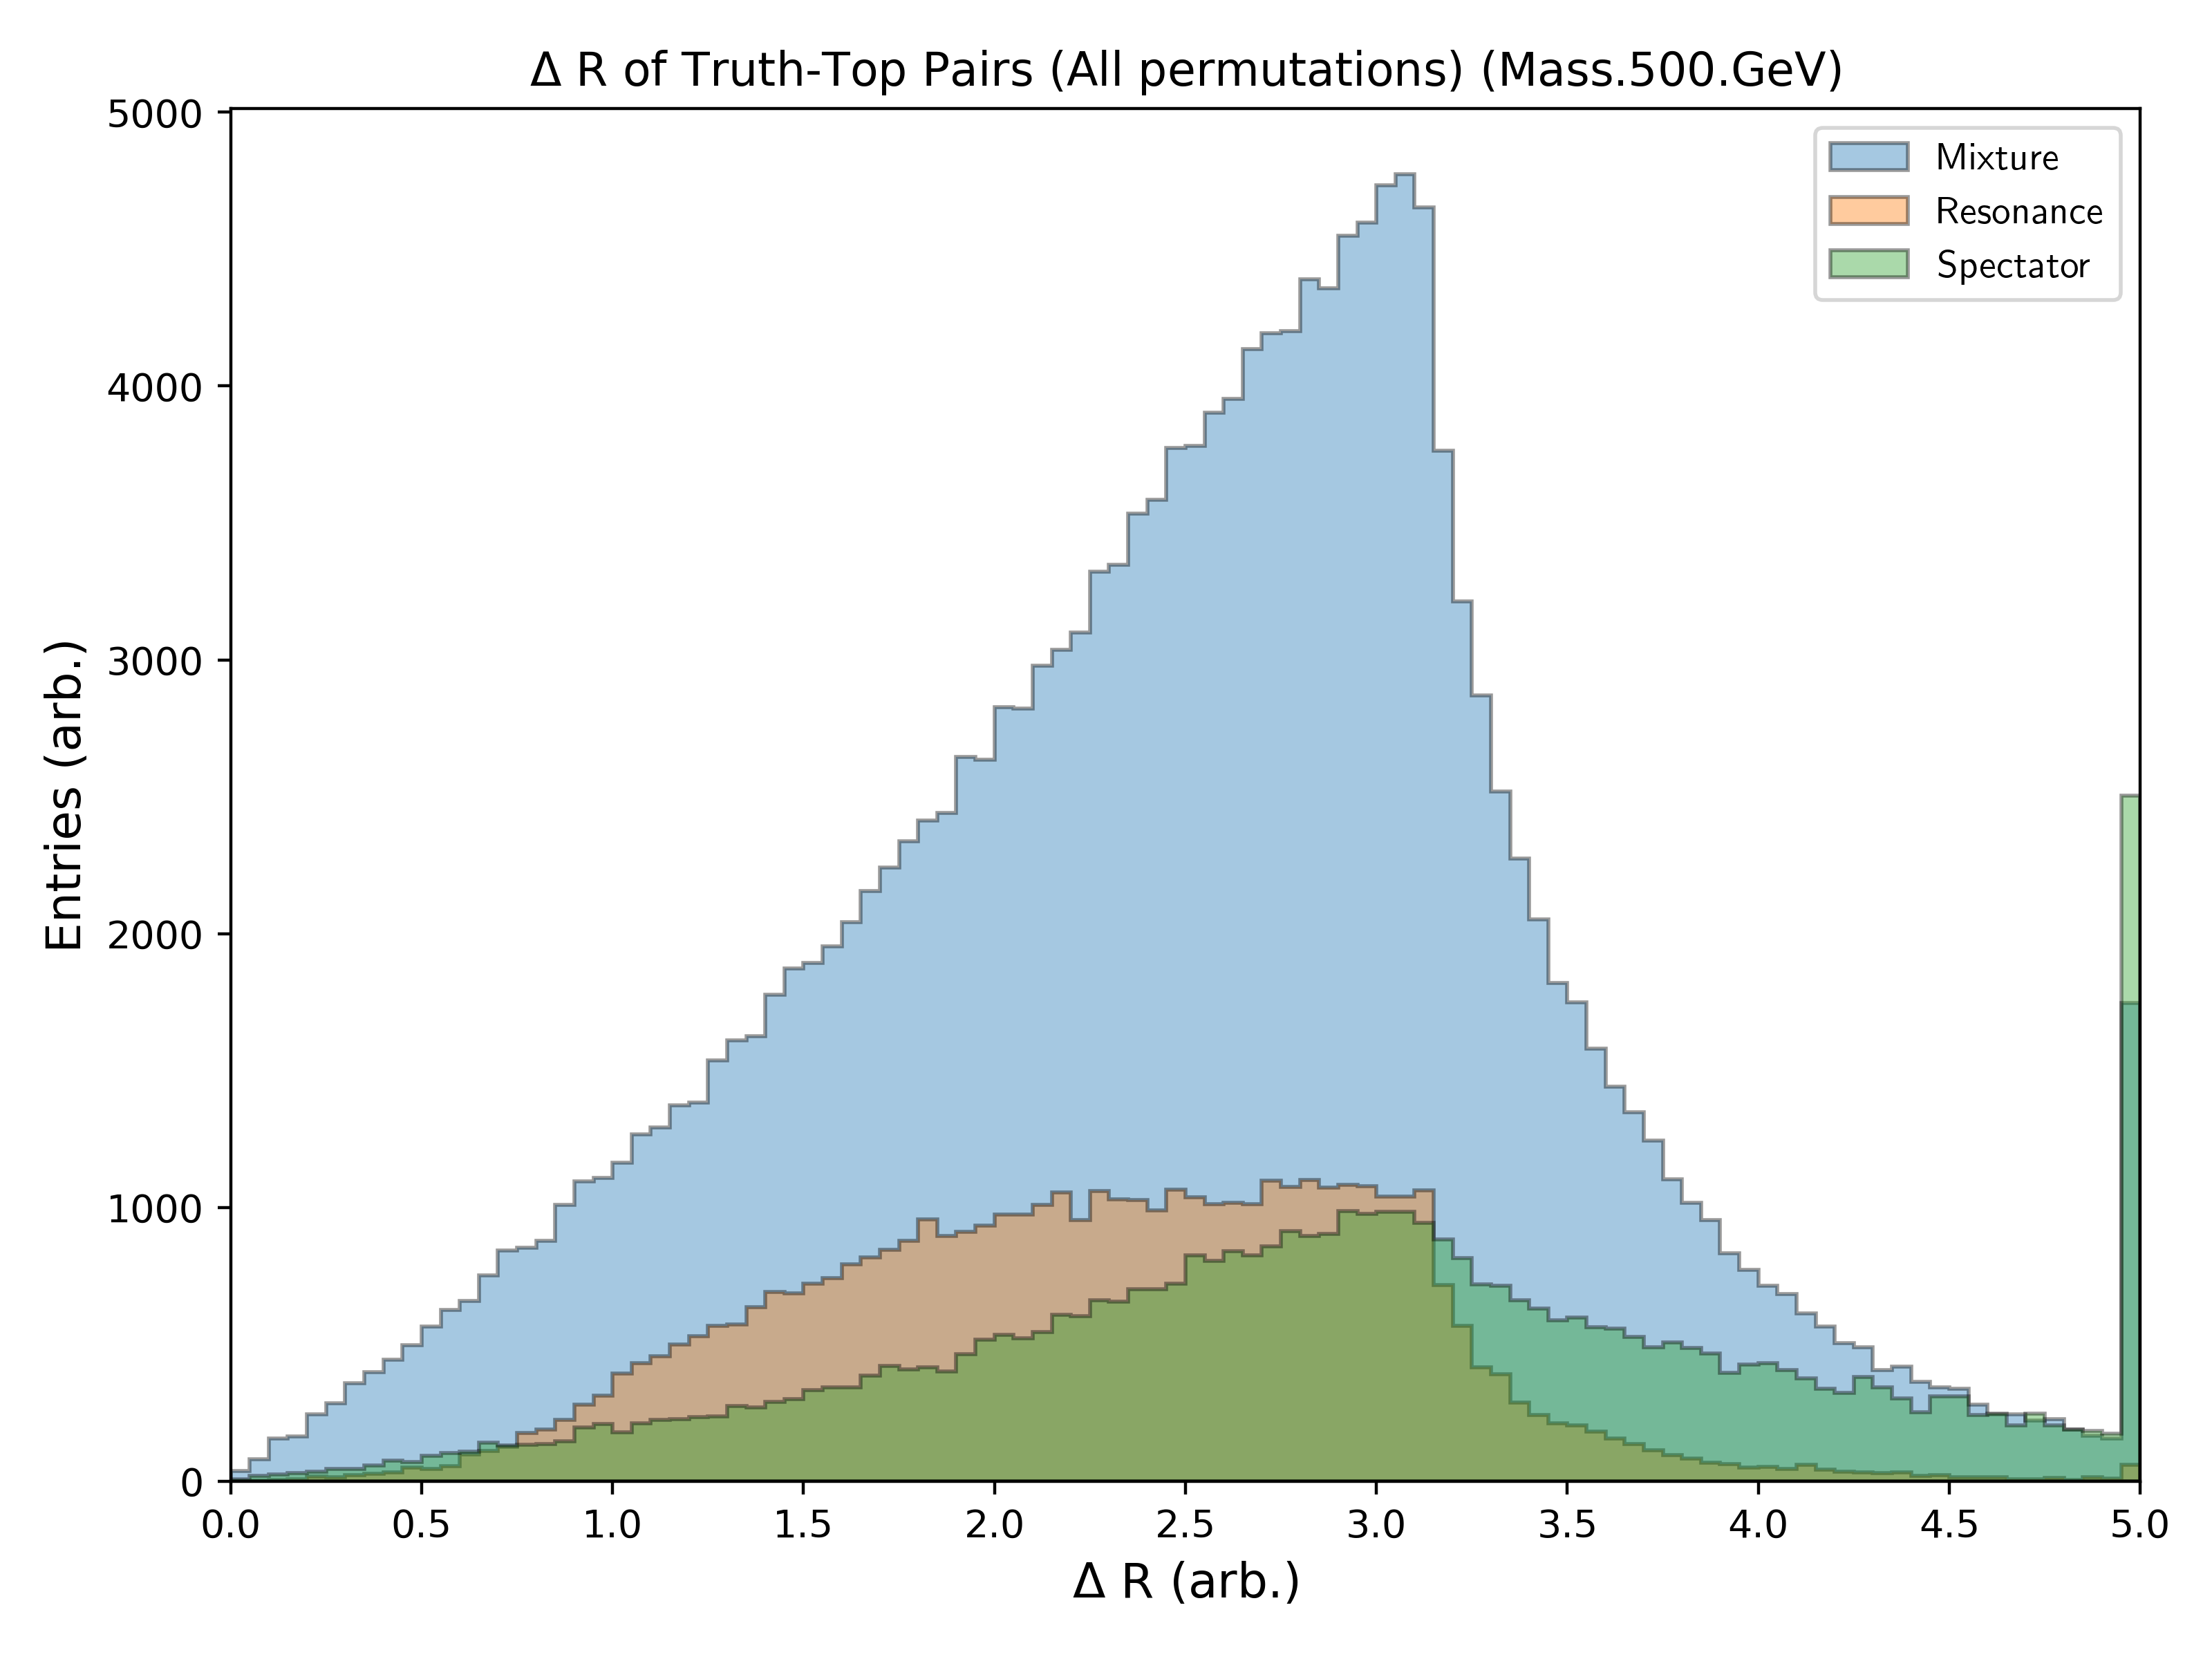 Δ R of Truth-Top Pairs (All permutations) (Mass.500.GeV)
Mixture
Resonance
Spectator
Entries (arb.)
5000
4000
3000
2000
1000
0
0.0 0.5 1.0 1.5 2.0 2.5 3.0 3.5 4.0 4.5 5.0
Δ R (arb.)